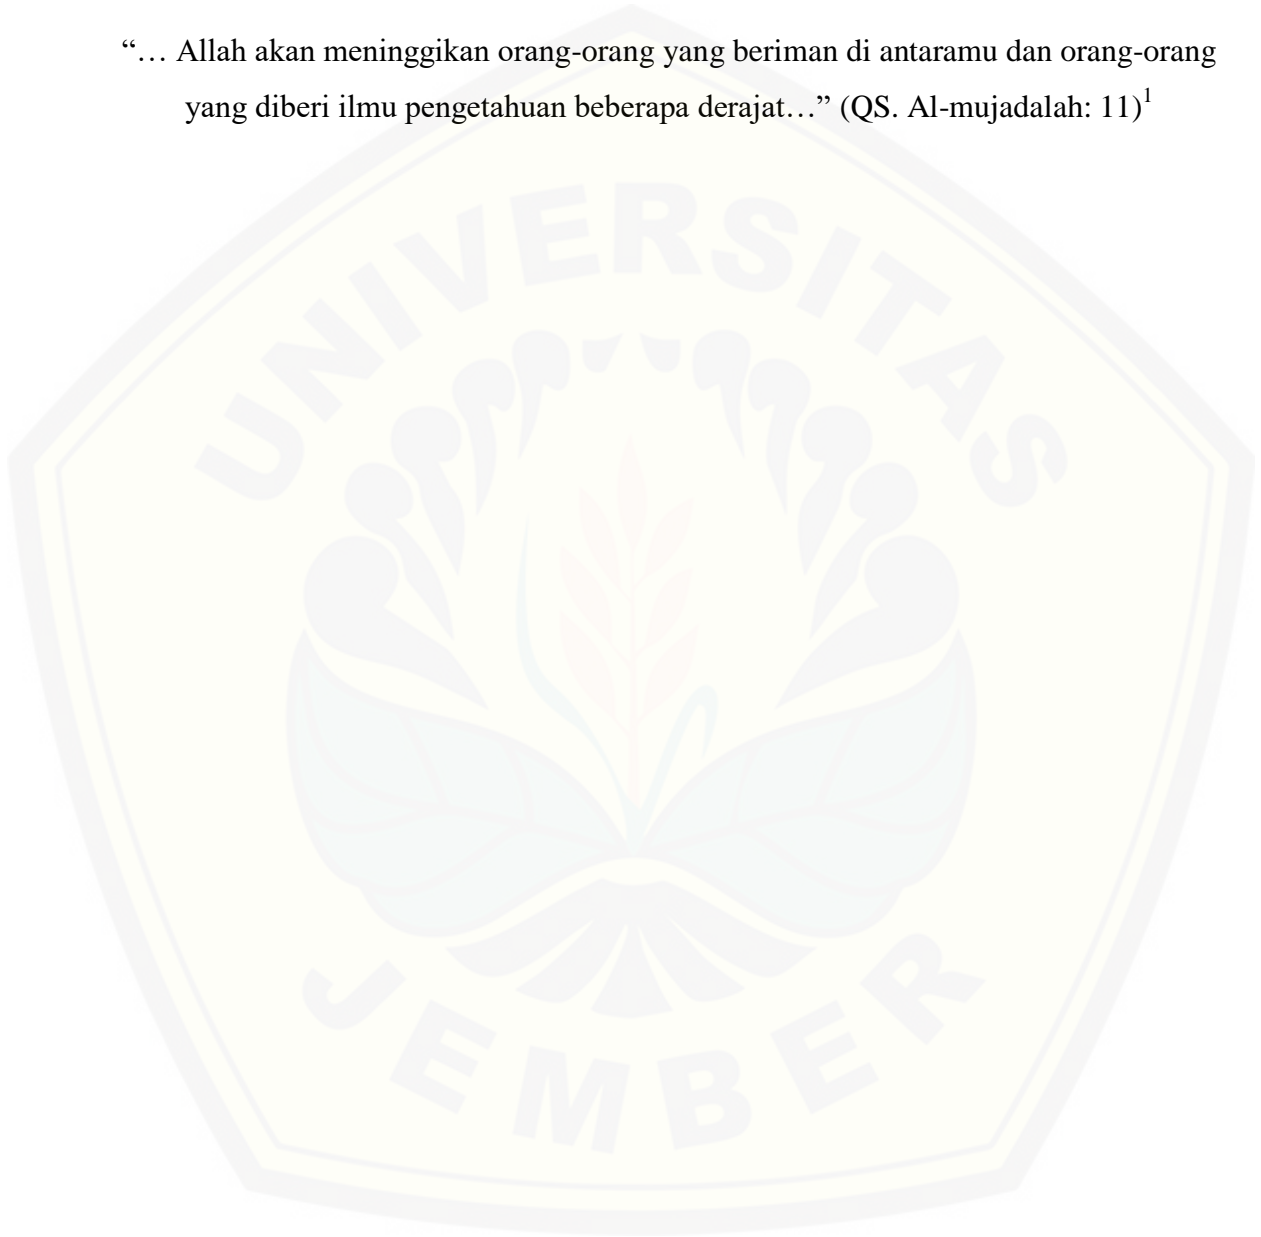 “… Allah akan meninggikan orang-orang yang beriman di antaramu dan orang-orang
yang diberi ilmu pengetahuan beberapa derajat…” (QS. Al-mujadalah: 11)¹
UNIVERSITAS
JEMBER